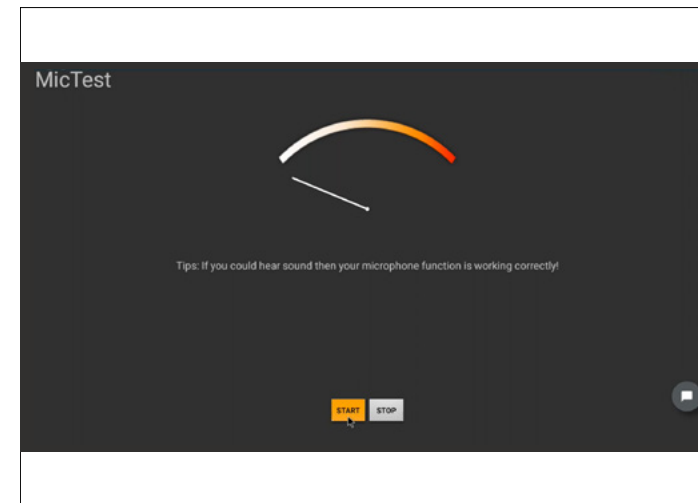 MicTest
Tips: If you could hear sound then your microphone function is working correctly!
START STOP